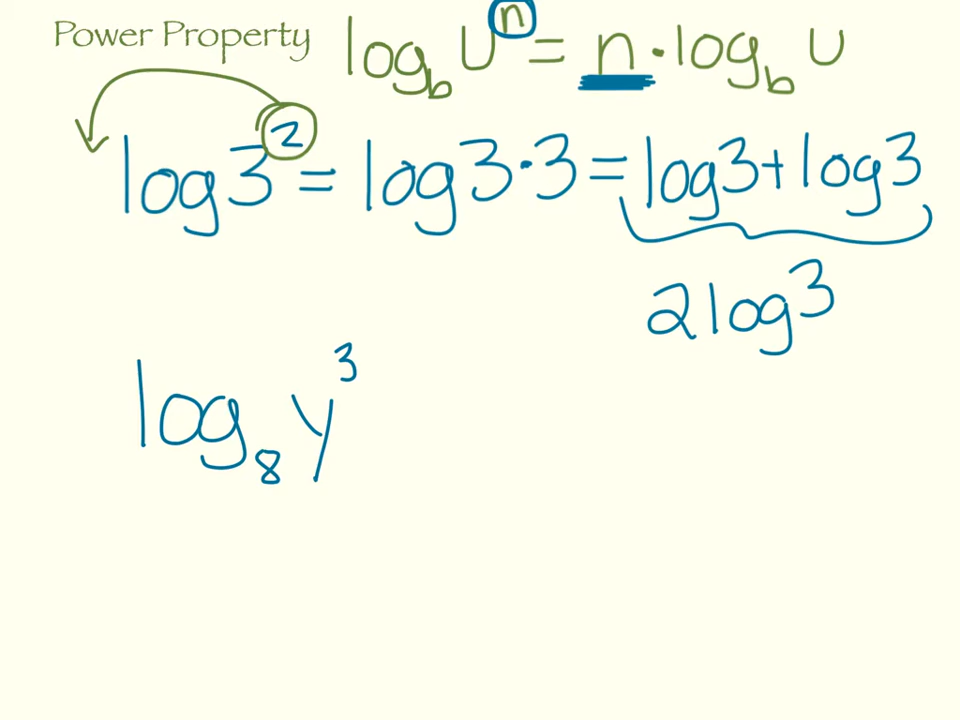 Power Property log_b U^n = n · log_b U
log 3^2 = log 3 · 3 = log 3 + log 3
2 log 3
log_8 y^3